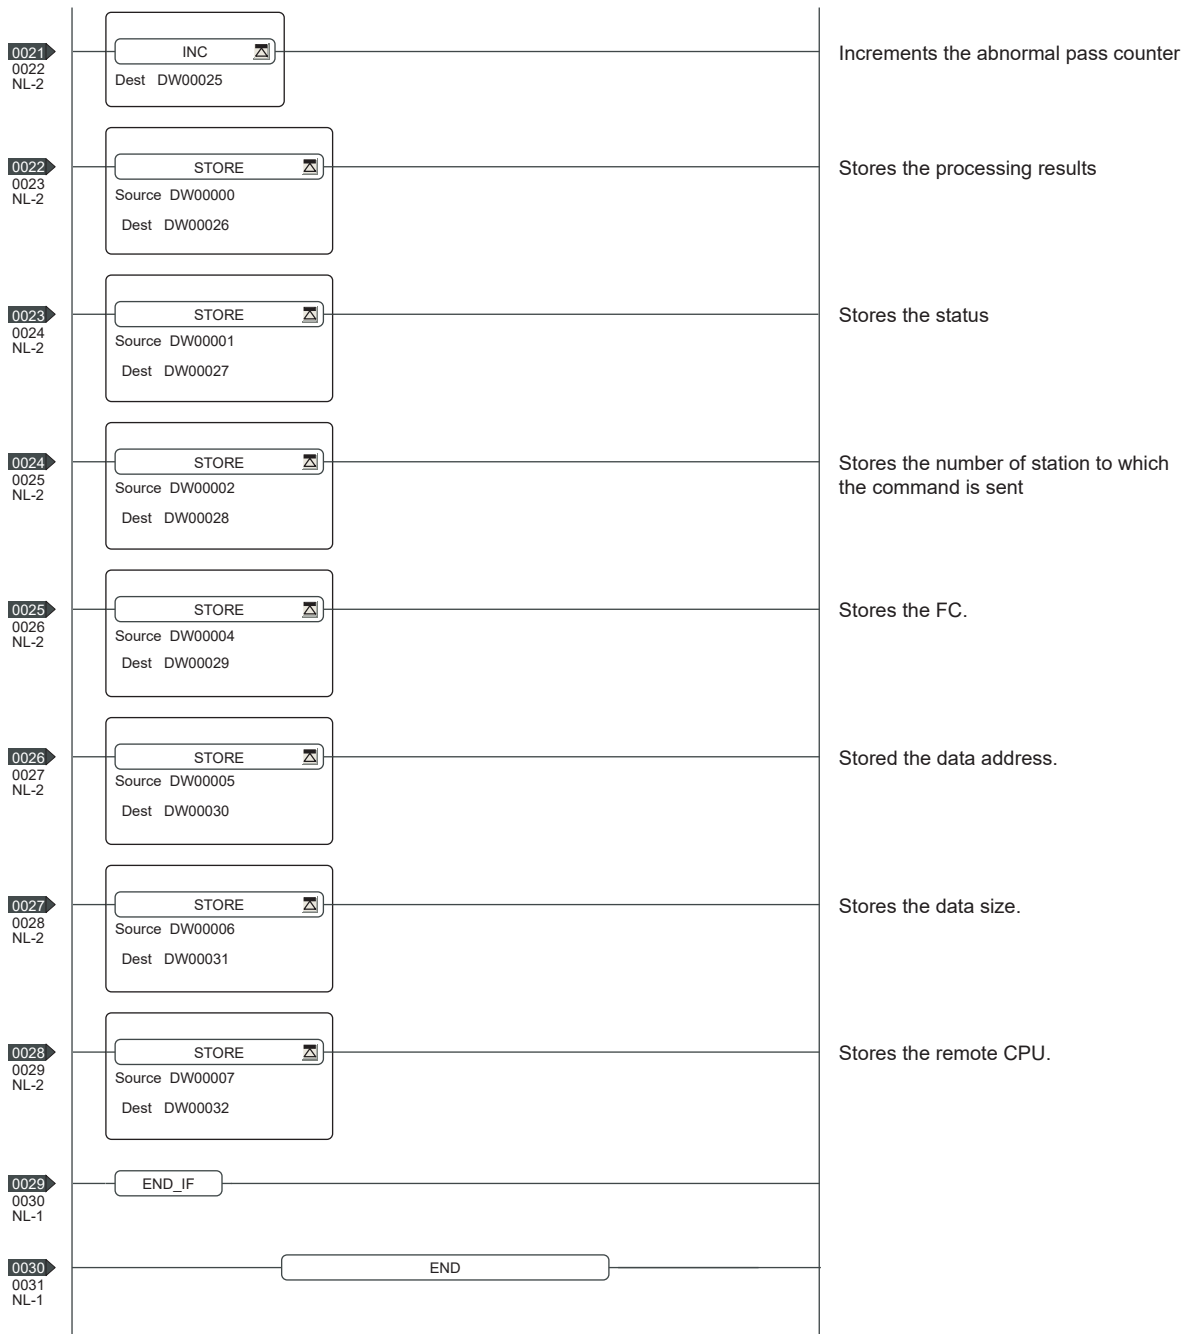 0021
0022
NL-2
INC
Dest DW00025
Increments the abnormal pass counter
0022
0023
NL-2
STORE
Source DW00000
Dest DW00026
Stores the processing results
0023
0024
NL-2
STORE
Source DW00001
Dest DW00027
Stores the status
0024
0025
NL-2
STORE
Source DW00002
Dest DW00028
Stores the number of station to which
the command is sent
0025
0026
NL-2
STORE
Source DW00004
Dest DW00029
Stores the FC.
0026
0027
NL-2
STORE
Source DW00005
Dest DW00030
Stored the data address.
0027
0028
NL-2
STORE
Source DW00006
Dest DW00031
Stores the data size.
0028
0029
NL-2
STORE
Source DW00007
Dest DW00032
Stores the remote CPU.
0029
0030
NL-1
END_IF
0030
0031
NL-1
END